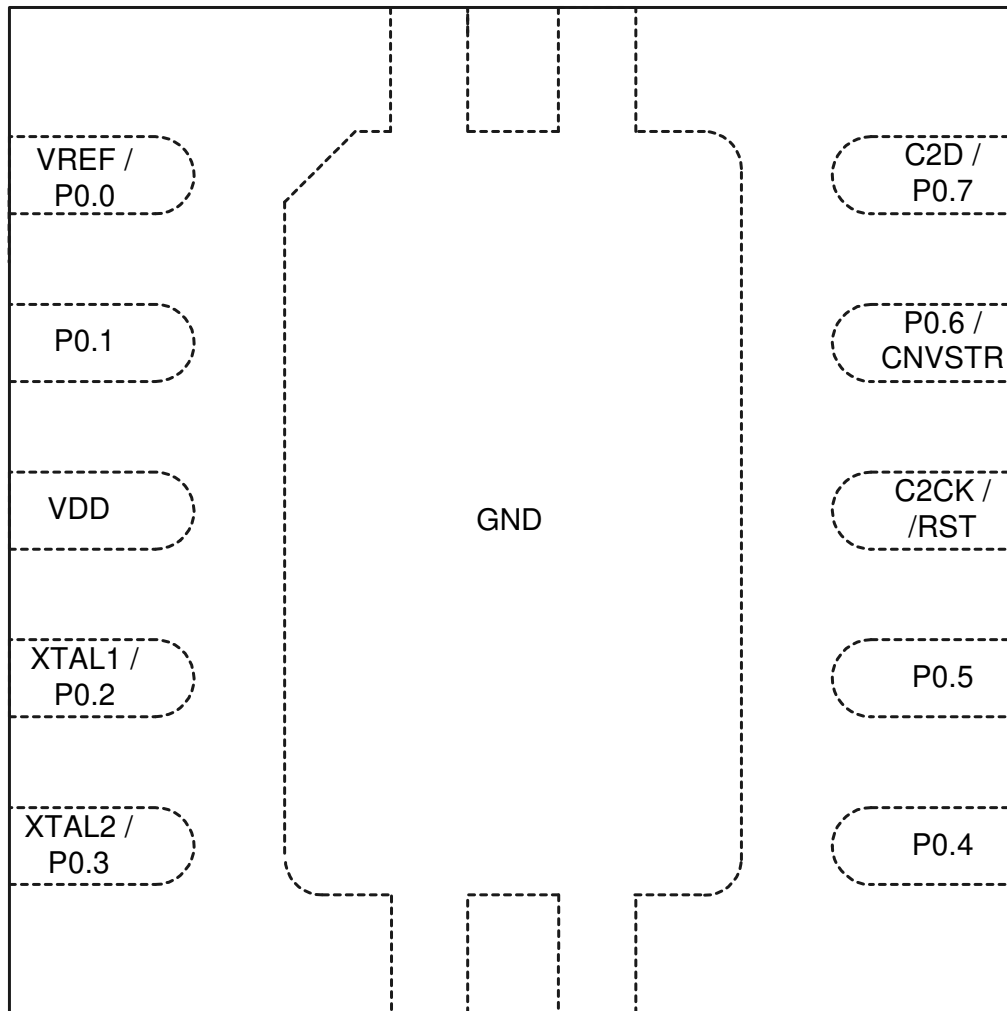 VREF /
P0.0
P0.1
VDD
XTAL1 /
P0.2
XTAL2 /
P0.3
GND
C2D /
P0.7
P0.6 /
CNVSTR
C2CK /
/RST
P0.5
P0.4